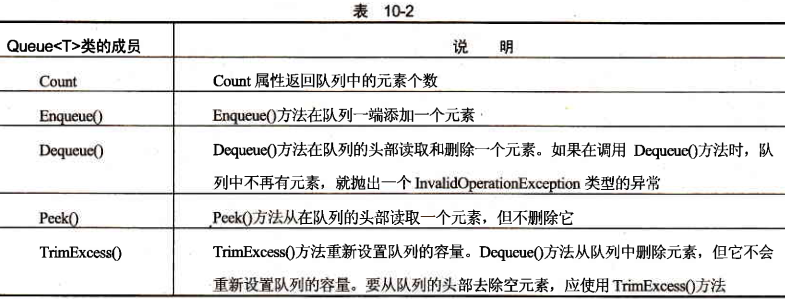 表 10-2
Queue<T>类的成员 说 明
Count Count 属性返回队列中的元素个数
Enqueue() Enqueue()方法在队列一端添加一个元素
Dequeue() Dequeue()方法在队列的头部读取和删除一个元素。如果在调用 Dequeue()方法时，队
列中不再有元素，就抛出一个 InvalidOperationException 类型的异常
Peek() Peek()方法从在队列的头部读取一个元素，但不删除它
TrimExcess() TrimExcess()方法重新设置队列的容量。Dequeue()方法从队列中删除元素，但它不会
重新设置队列的容量。要从队列的头部去除空元素，应使用 TrimExcess()方法